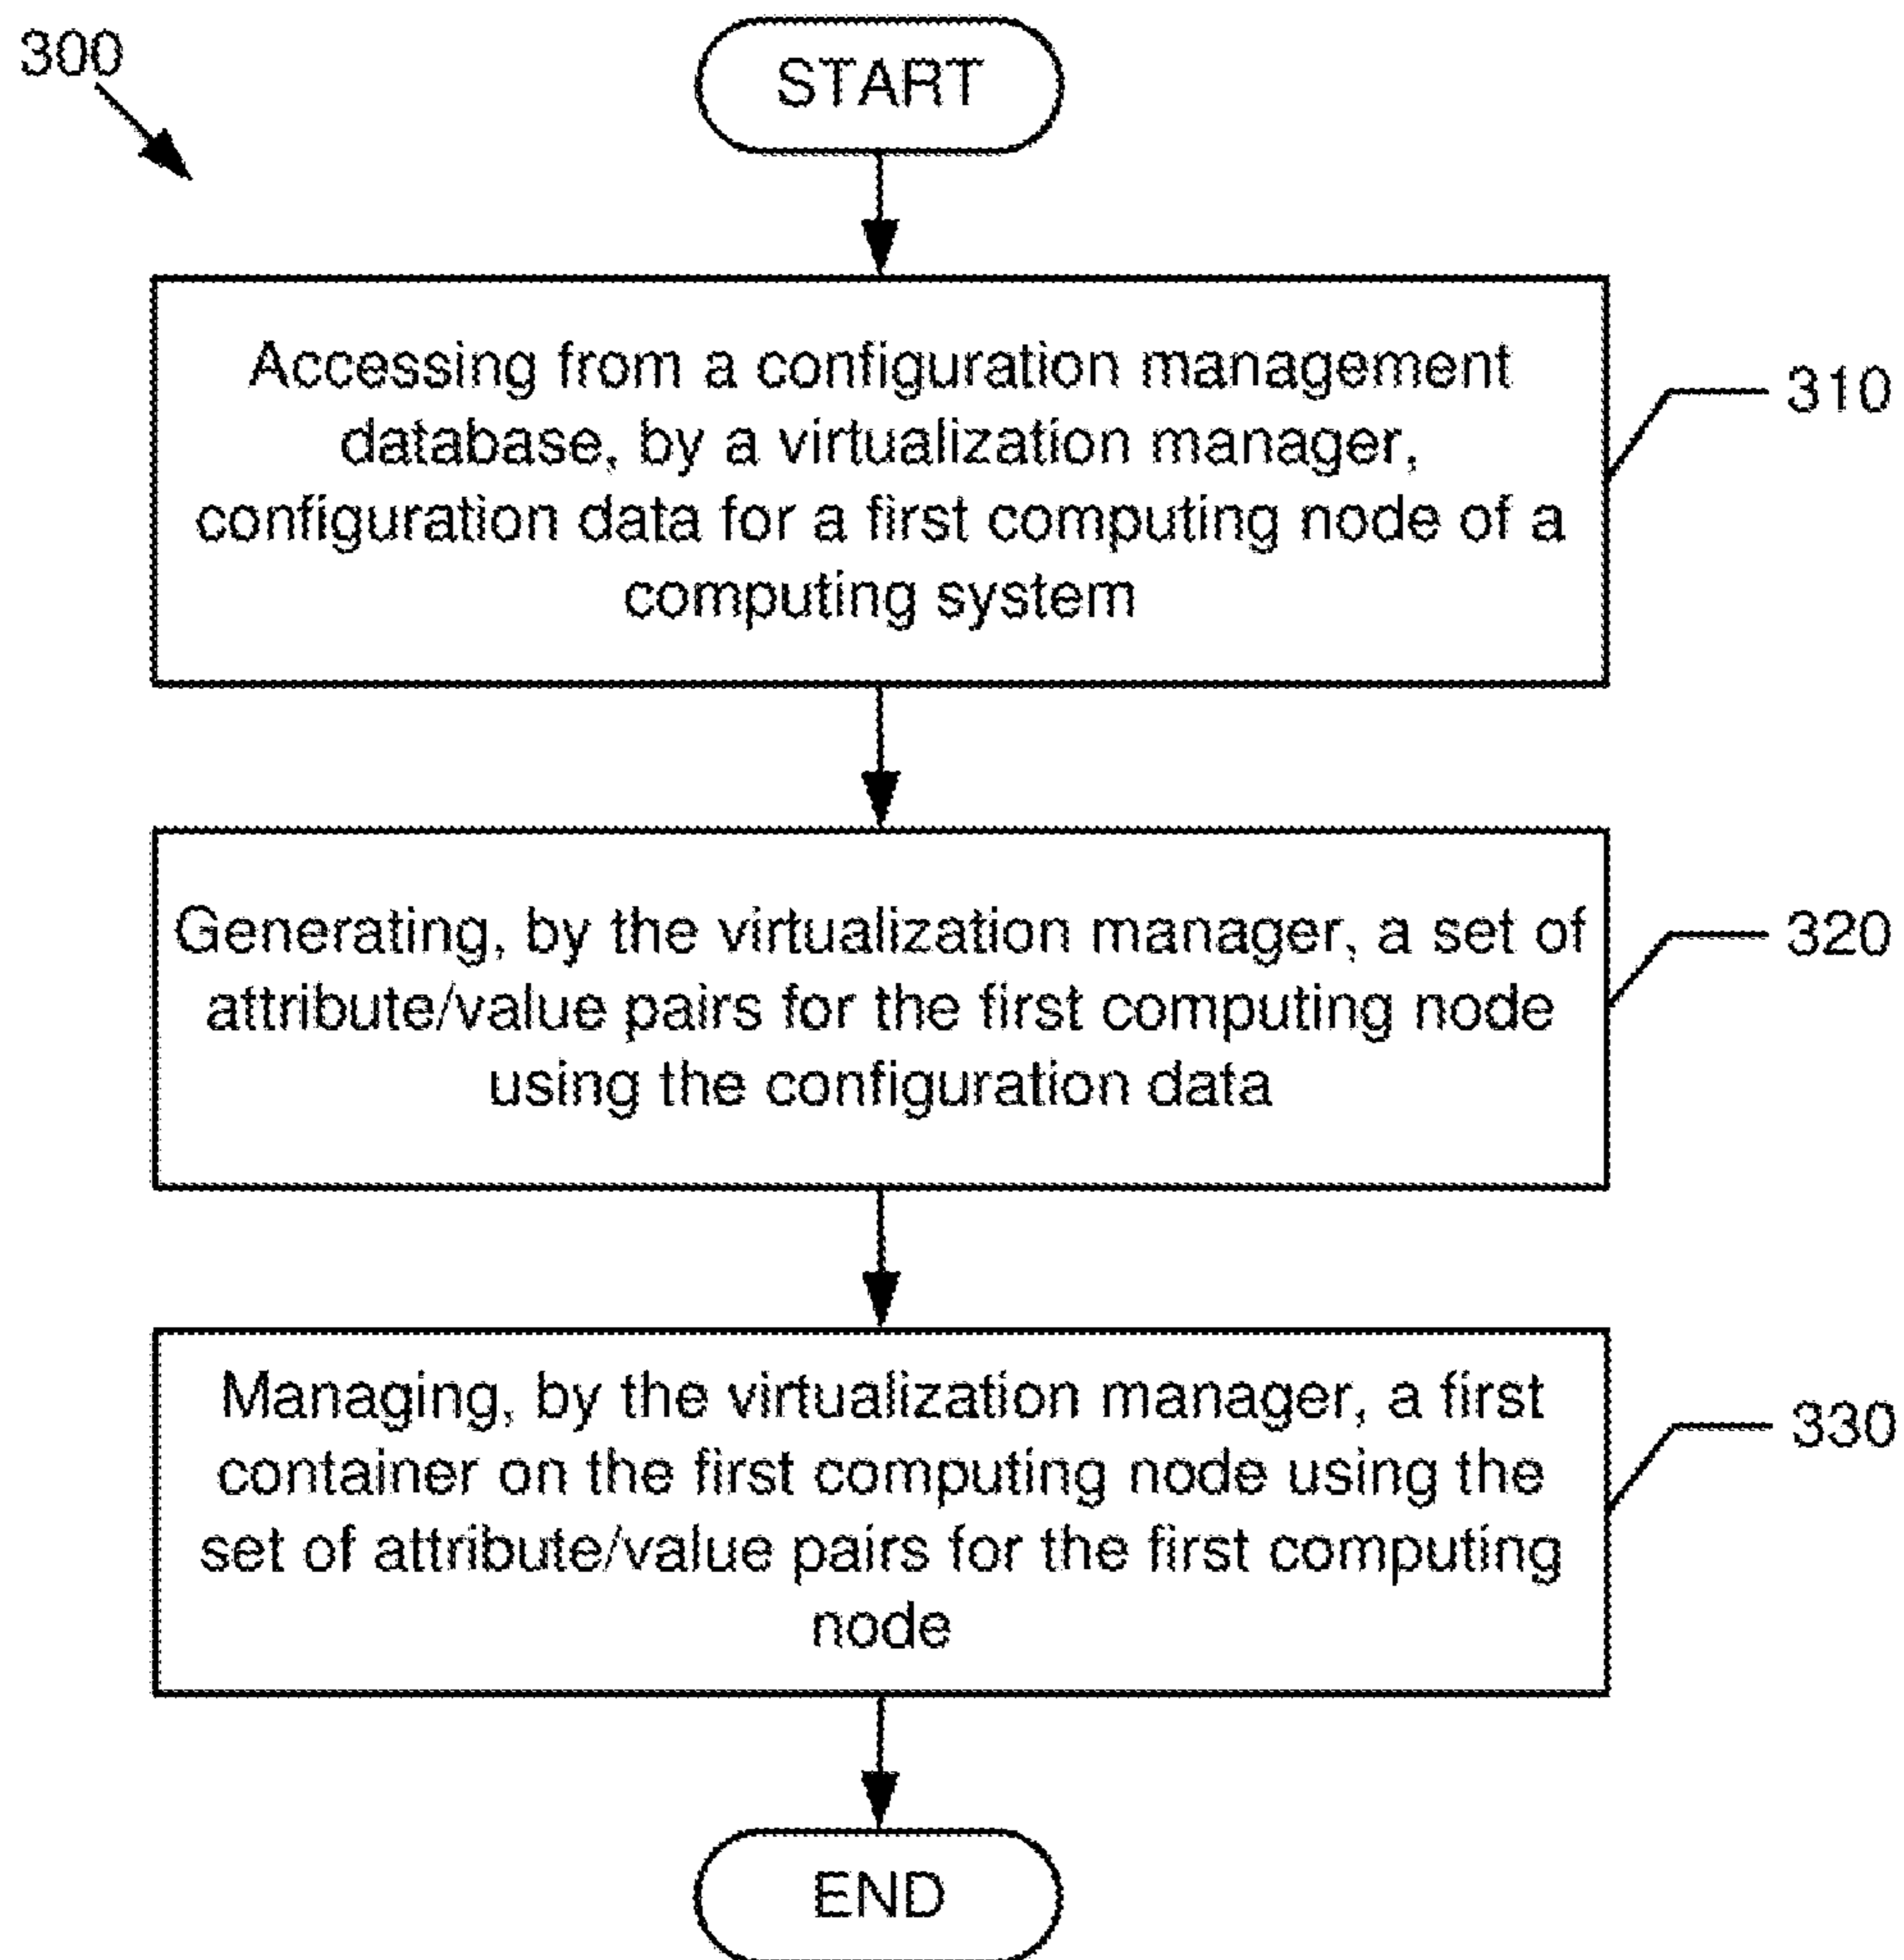 300
START
Accessing from a configuration management
database, by a virtualization manager,
configuration data for a first computing node of a
computing system
310
Generating, by the virtualization manager, a set of
attribute/value pairs for the first computing node
using the configuration data
320
Managing, by the virtualization manager, a first
container on the first computing node using the
set of attribute/value pairs for the first computing
node
330
END